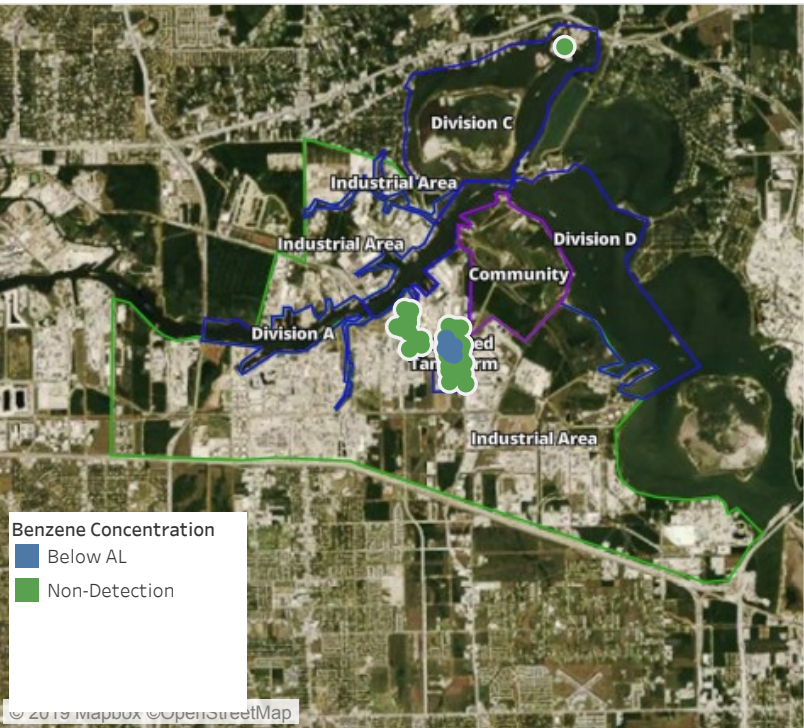 Division C
Industrial Area
Industrial Area
Division D
Community
Division A
Industrial Area
Benzene Concentration
Below AL
Non-Detection
© 2019 Mapbox ©OpenStreetMap